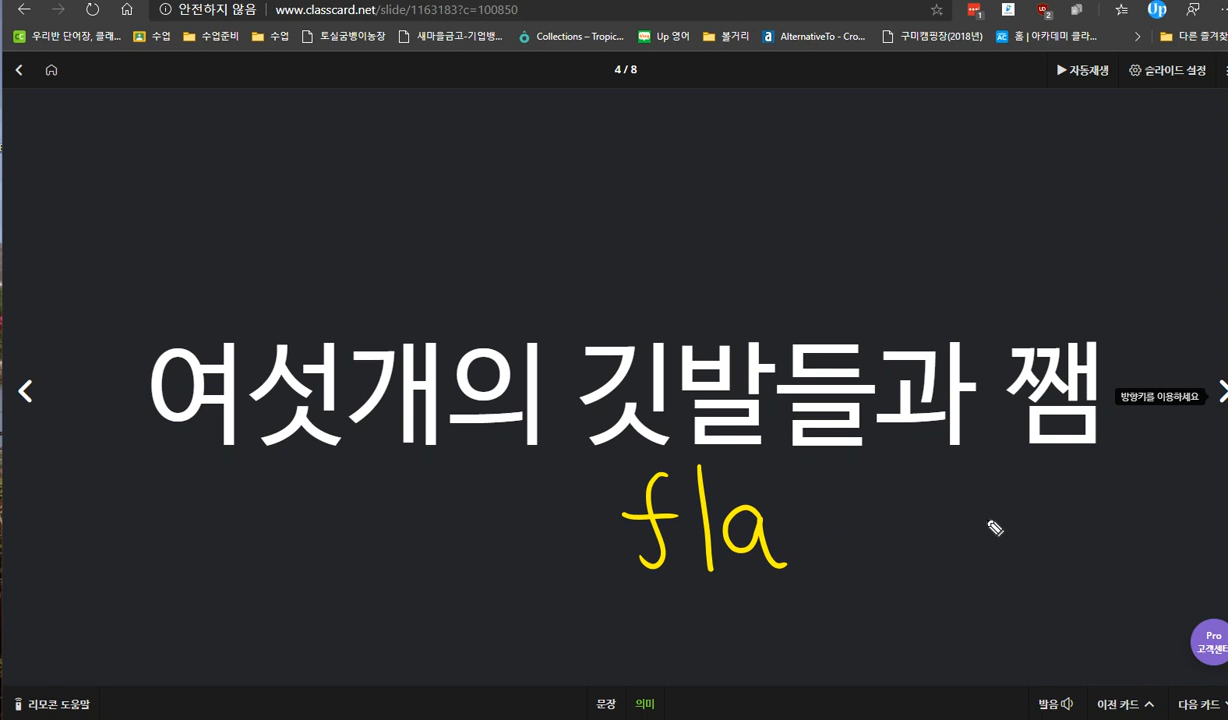 안전하지 않음 www.classcard.net/slide/1163183?c=100850
우리반 단어장, 클래... 수업 수업준비 수업 토실굼벵이농장 새마을금고-기업뱅... Collections – Tropic... Up 영어 볼거리 AlternativeTo - Cro... 구미캠핑장(2018년) 홈 | 아카데미 클라... 다른 즐겨찾
4 / 8 자동재생 슬라이드 설정
여섯개의 깃발들과 쨈
방향키를 이용하세요
fla
Pro
고객센터
리모콘 도움말 문장 의미 발음 이전 카드 다음 카드